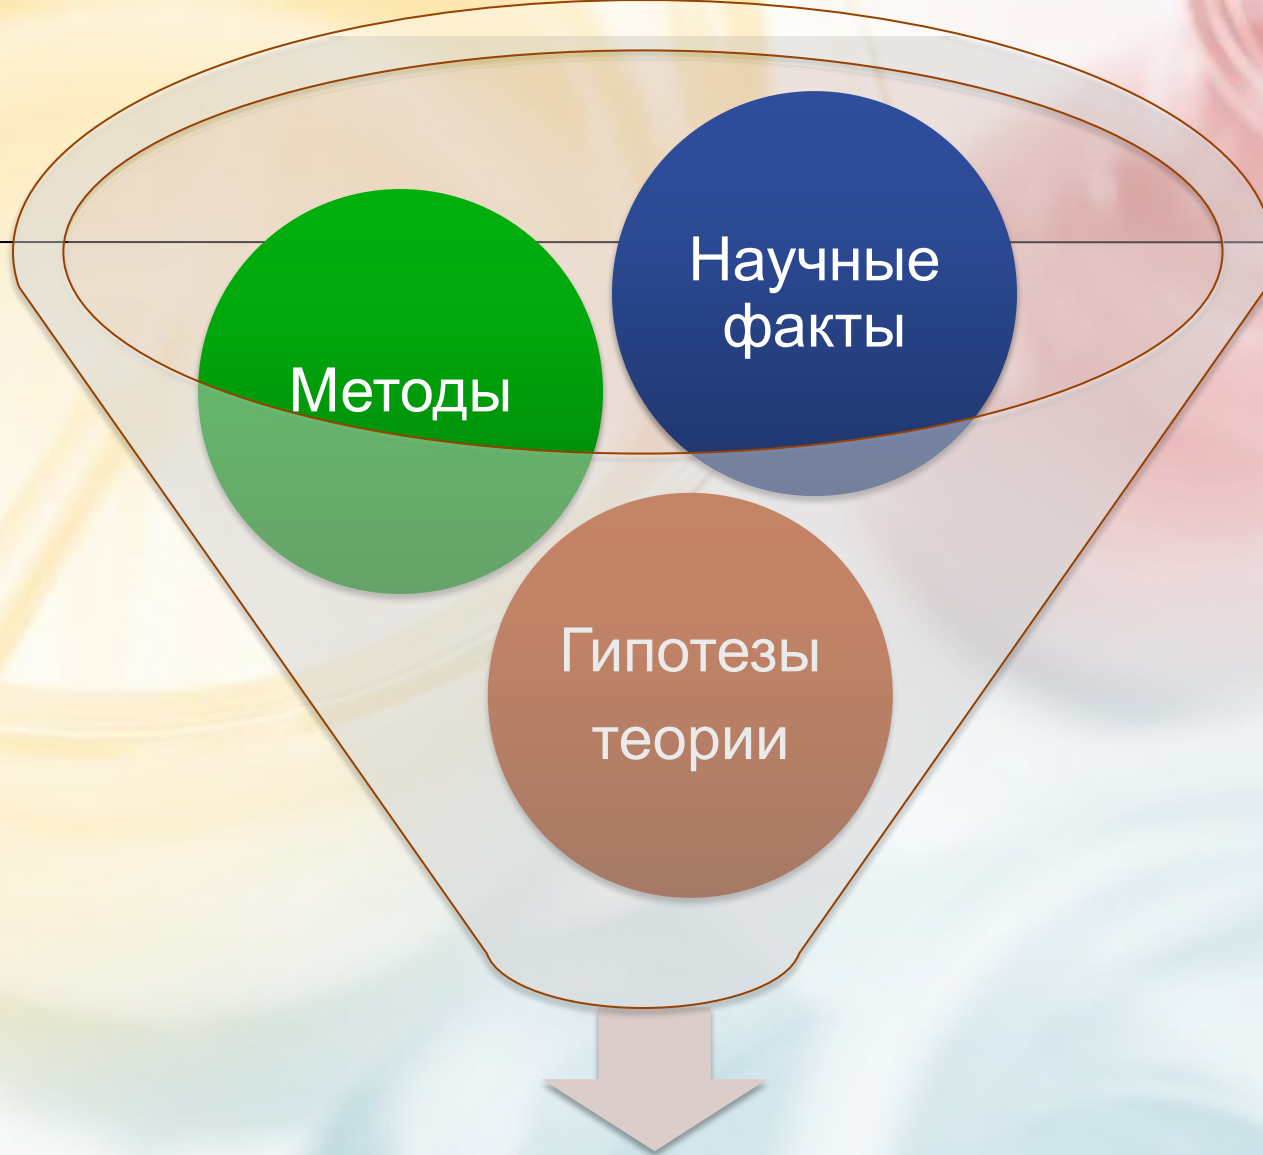 Научные
факты
Методы
Гипотезы
теории